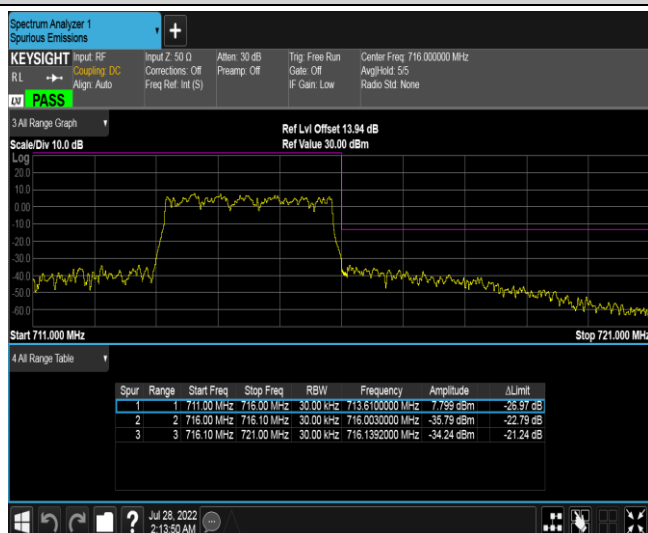 Spectrum Analyzer 1
Spurious Emissions
+
KEYSIGHT Input: RF Input Z: 50 Ω Atten: 30 dB Trig: Free Run Center Freq: 716.000000 MHz
R L Coupling: DC Corrections: Off Preamp: Off Gate: Off Avg|Hold: 5/5
Align: Auto Freq Ref: Int (S) IF Gain: Low Radio Std: None
LXI PASS
3 All Range Graph
Ref Lvl Offset 13.94 dB
Scale/Div 10.0 dB Ref Value 30.00 dBm
Log
20.0
10.0
0.00
-10.0
-20.0
-30.0
-40.0
-50.0
-60.0
Start 711.000 MHz Stop 721.000 MHz
4 All Range Table
Spur Range Start Freq Stop Freq RBW Frequency Amplitude ΔLimit
1 1 711.00 MHz 716.00 MHz 30.00 kHz 713.6100000 MHz 7.799 dBm -26.97 dB
2 2 716.00 MHz 716.10 MHz 30.00 kHz 716.0030000 MHz -35.79 dBm -22.79 dB
3 3 716.10 MHz 721.00 MHz 30.00 kHz 716.1392000 MHz -34.24 dBm -21.24 dB
? Jul 28, 2022
2:13:50 AM